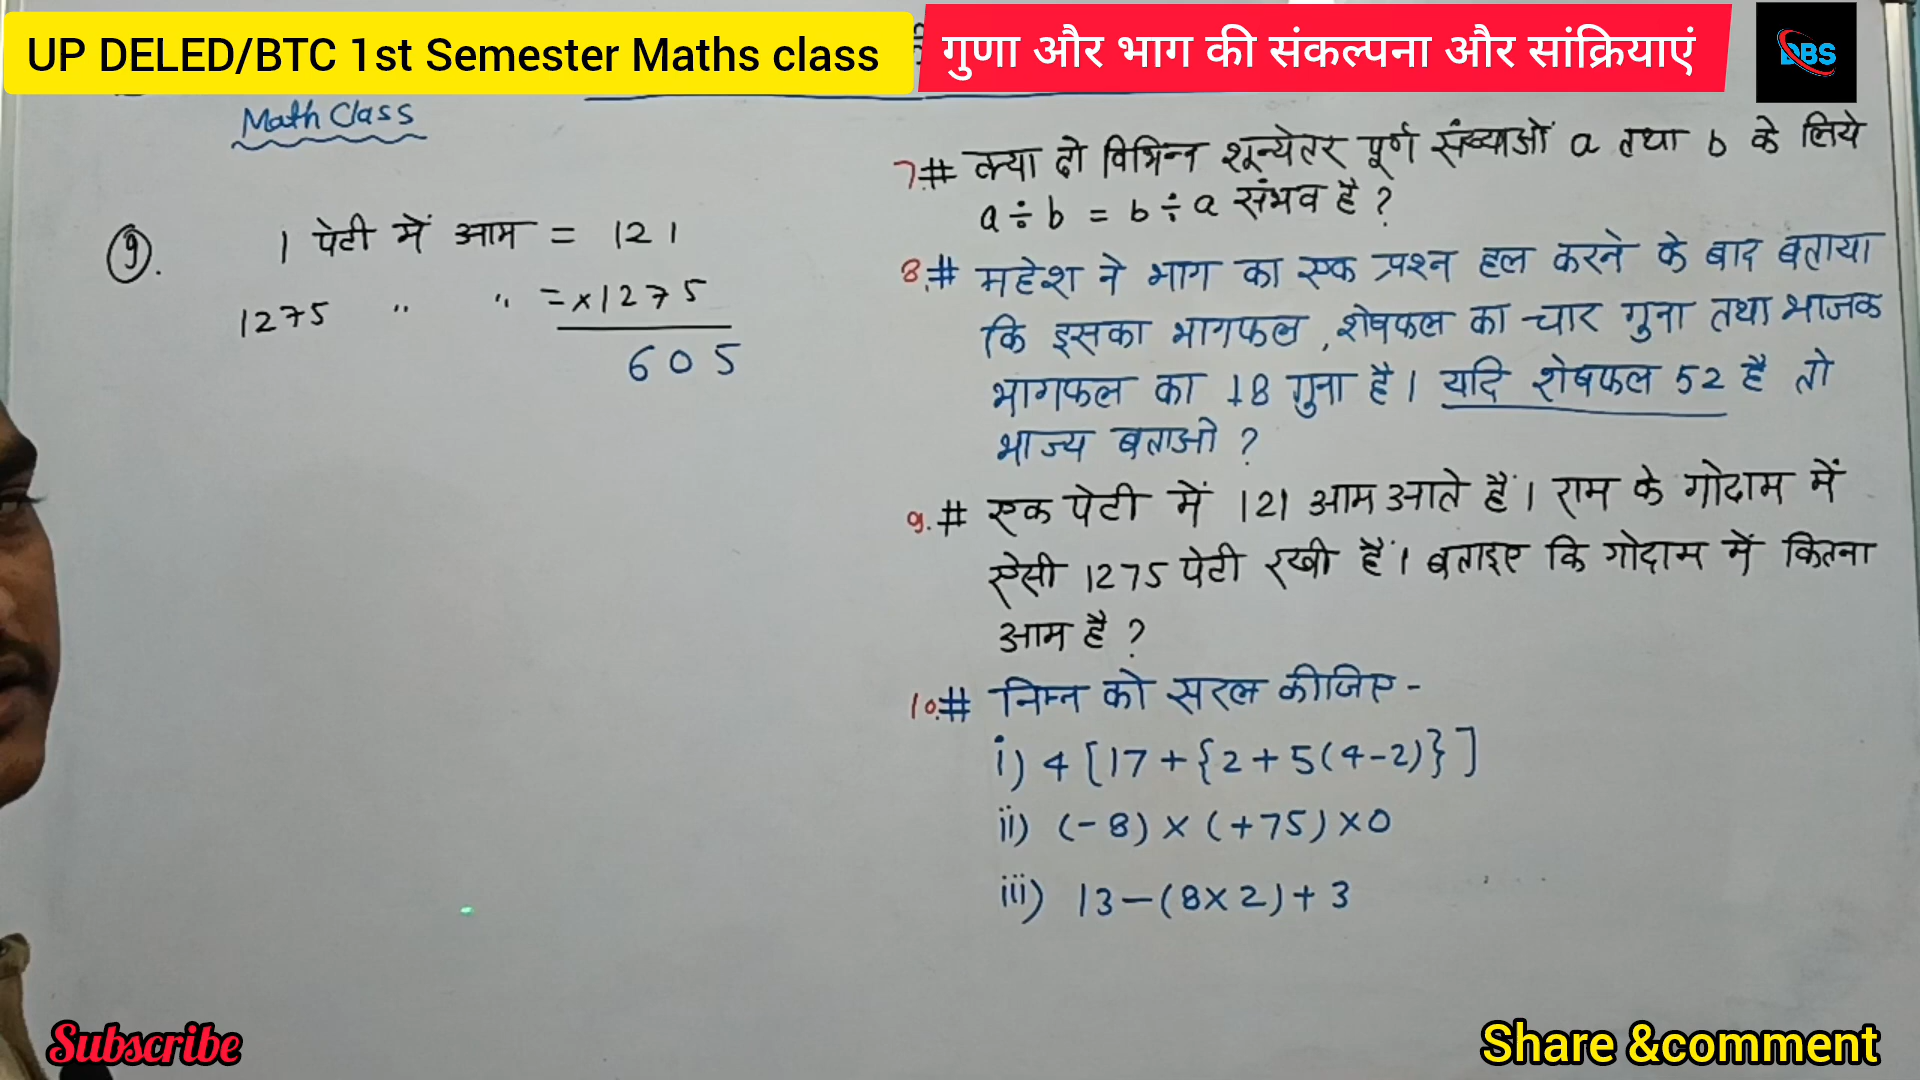 UP DELED/BTC 1st Semester Maths class
गुणा और भाग की संकल्पना और सांक्रियाएं
DBS
Math Class
9.
1 पेटी में आम = 121
1275 " " = ×1275
605
7.# क्या दो विभिन्न शून्येतर पूर्ण संख्याओं a तथा b के लिये
a ÷ b = b ÷ a संभव है ?
8.# महेश ने भाग का एक प्रश्न हल करने के बाद बताया
कि इसका भागफल, शेषफल का चार गुना तथा भाजक
भागफल का 18 गुना है। यदि शेषफल 52 है तो
भाज्य बताओ ?
9.# एक पेटी में 121 आम आते हैं। राम के गोदाम में
ऐसी 1275 पेटी रखी हैं। बताइए कि गोदाम में कितना
आम है ?
10.# निम्न को सरल कीजिए -
i) 4 [17 + {2 + 5(4-2)}]
ii) (-8) × (+75) × 0
iii) 13 - (8×2) + 3
Subscribe
Share &comment